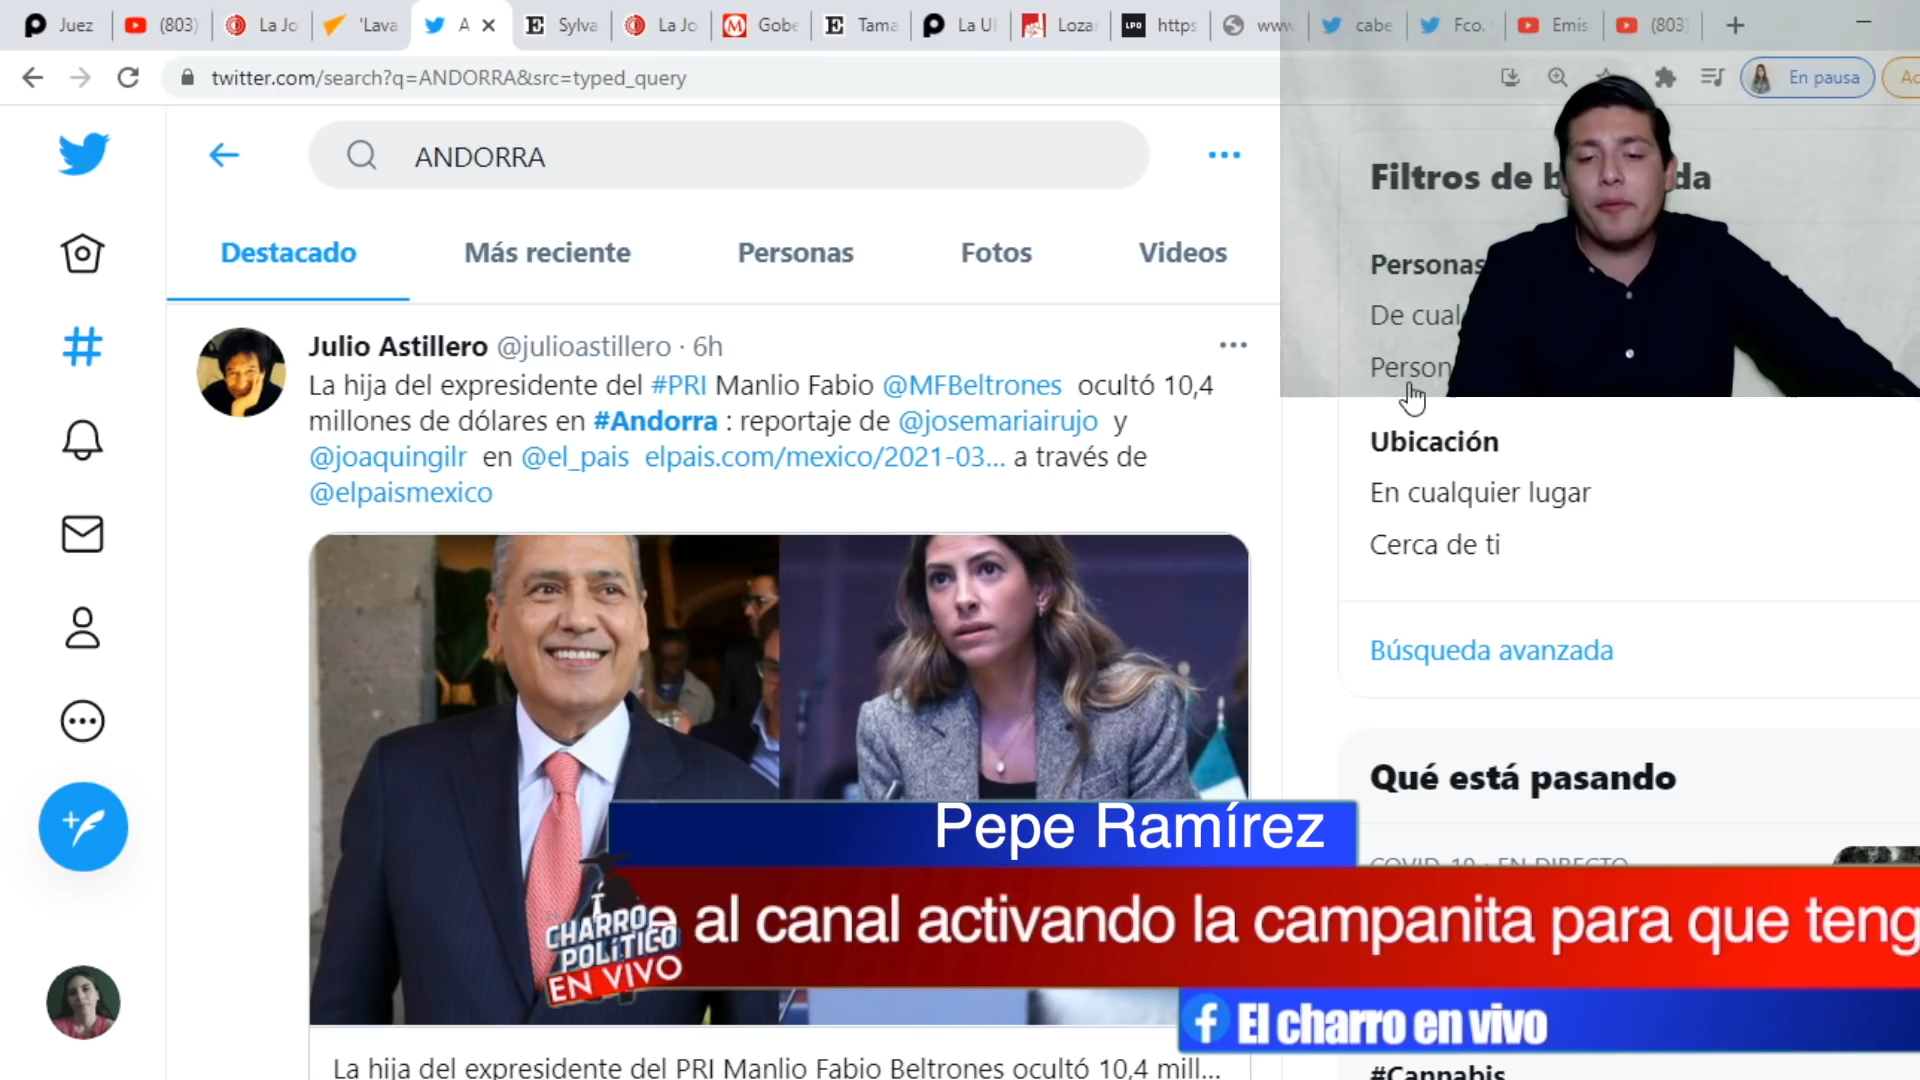 Juez
(803)
La Jo
'Lava
A
Sylva
La Jo
Gobe
Tama
La UI
Loza
https
www
cabe
Fco.
Emis
(803)
twitter.com/search?q=ANDORRA&src=typed_query
En pausa
ANDORRA
Destacado
Más reciente
Personas
Fotos
Videos
Julio Astillero @julioastillero · 6h
La hija del expresidente del #PRI Manlio Fabio @MFBeltrones ocultó 10,4
millones de dólares en #Andorra : reportaje de @josemariairujo y
@joaquingilr en @el_pais elpais.com/mexico/2021-03... a través de
@elpaismexico
La hija del expresidente del PRI Manlio Fabio Beltrones ocultó 10,4 mill...
Filtros de b da
Personas
De cual
Person
Ubicación
En cualquier lugar
Cerca de ti
Búsqueda avanzada
Qué está pasando
COVID-19 · EN DIRECTO
#Cannabis
Pepe Ramírez
e al canal activando la campanita para que teng
CHARRO
POLÍTICO
EN VIVO
El charro en vivo